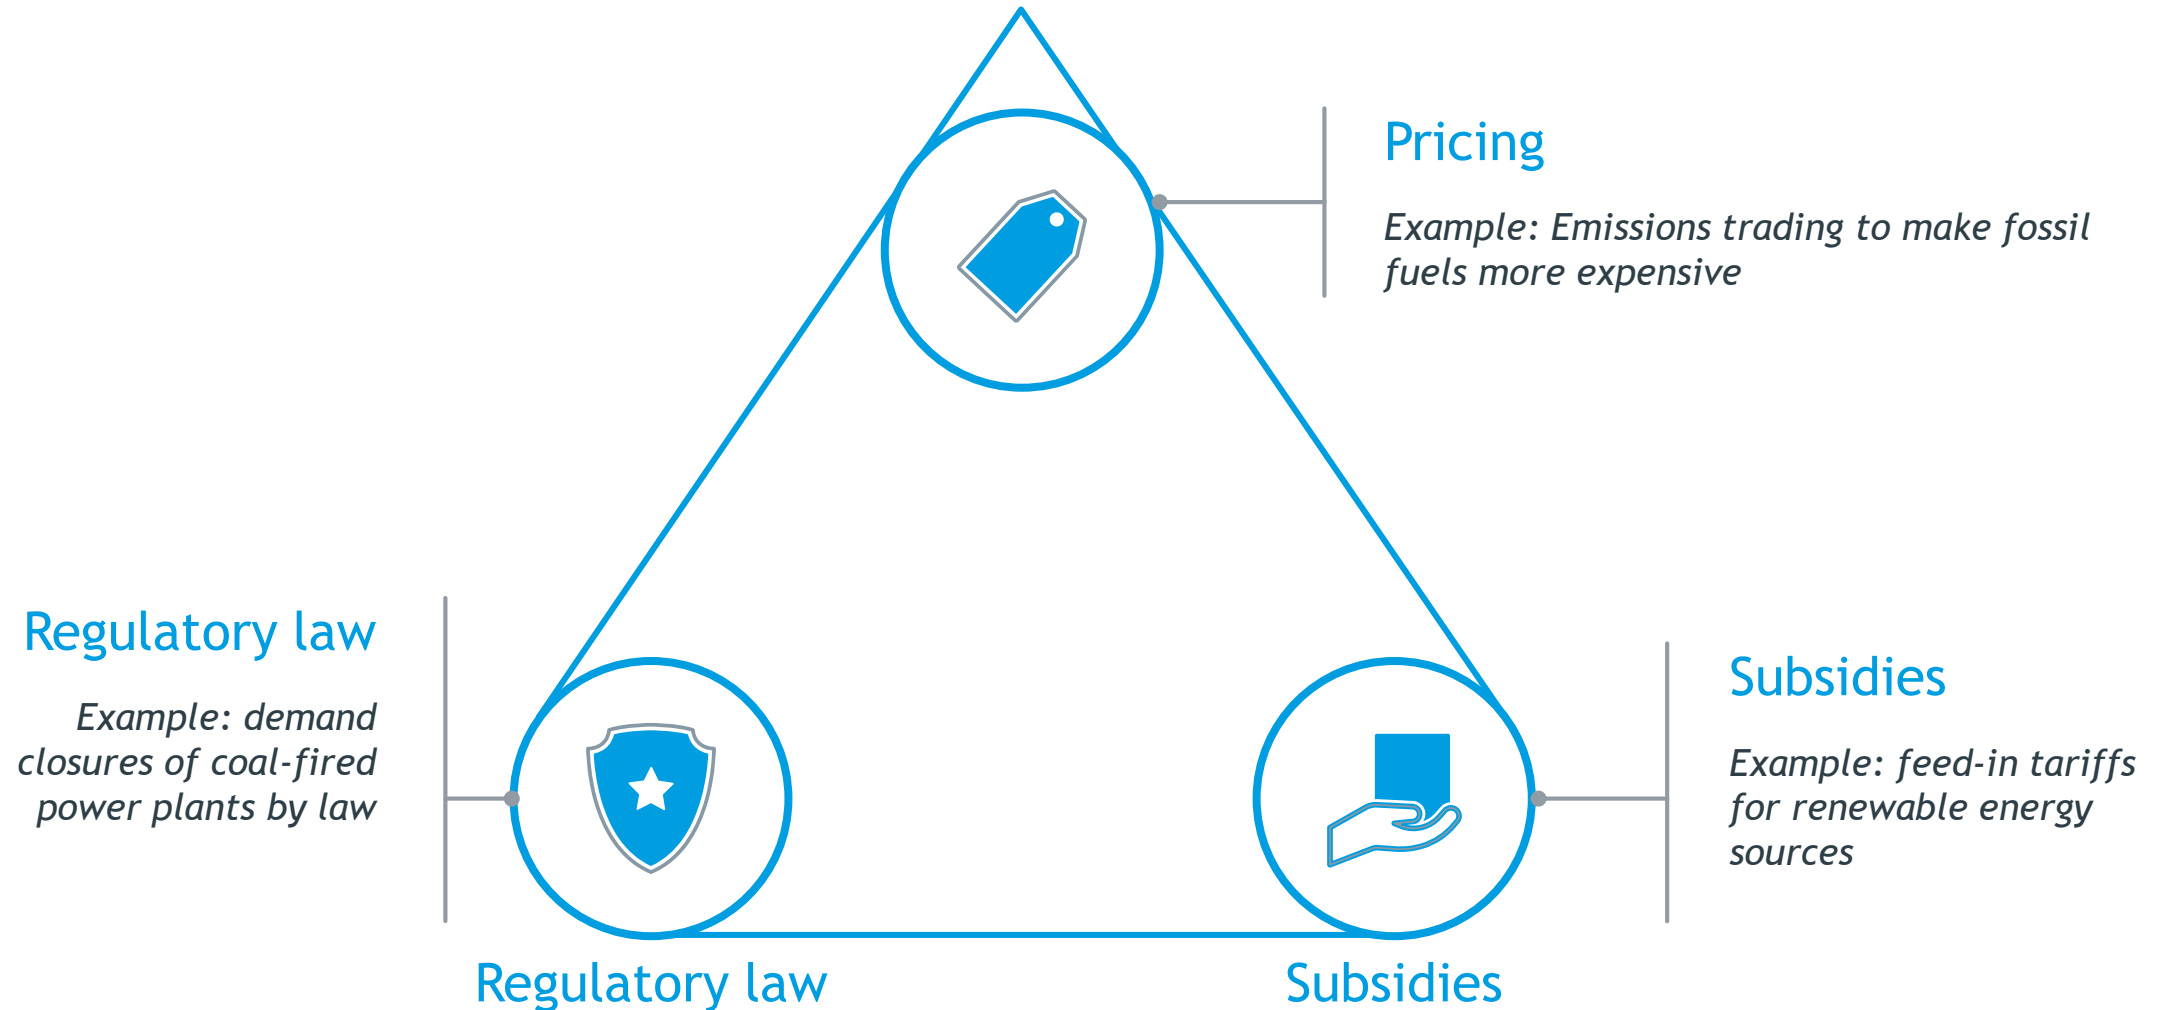 Pricing
Example: Emissions trading to make fossil
fuels more expensive
Regulatory law
Example: demand
closures of coal-fired
power plants by law
Subsidies
Example: feed-in tariffs
for renewable energy
sources
Regulatory law
Subsidies